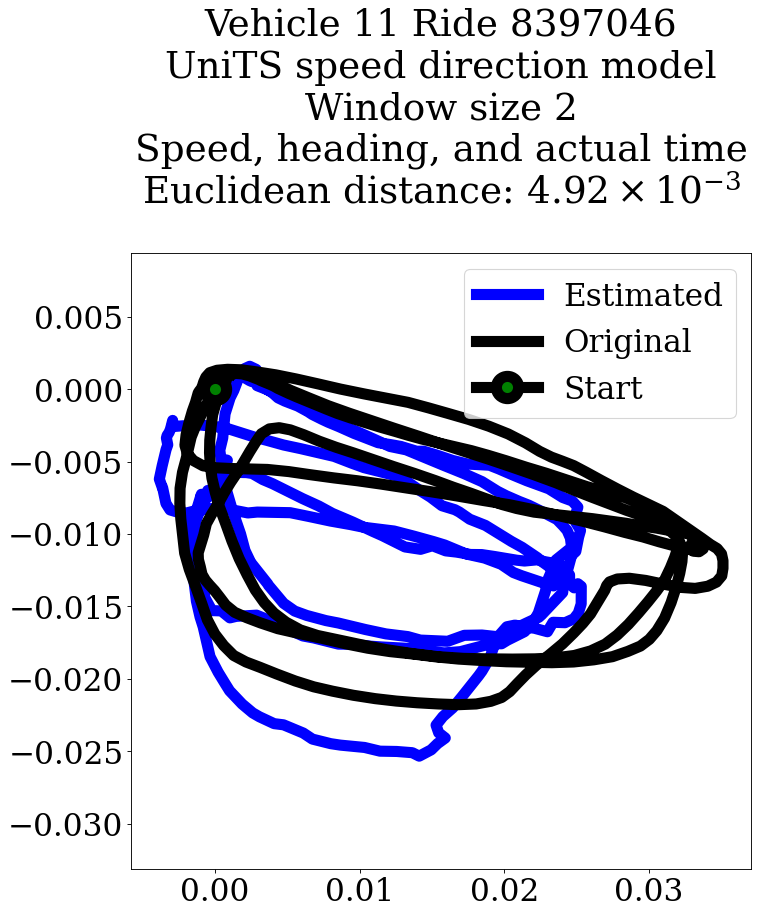 Vehicle 11 Ride 8397046
UniTS speed direction model
Window size 2
Speed, heading, and actual time
Euclidean distance: 4.92 × 10⁻³
Estimated
Original
Start
0.005
0.000
−0.005
−0.010
−0.015
−0.020
−0.025
−0.030
0.00 0.01 0.02 0.03